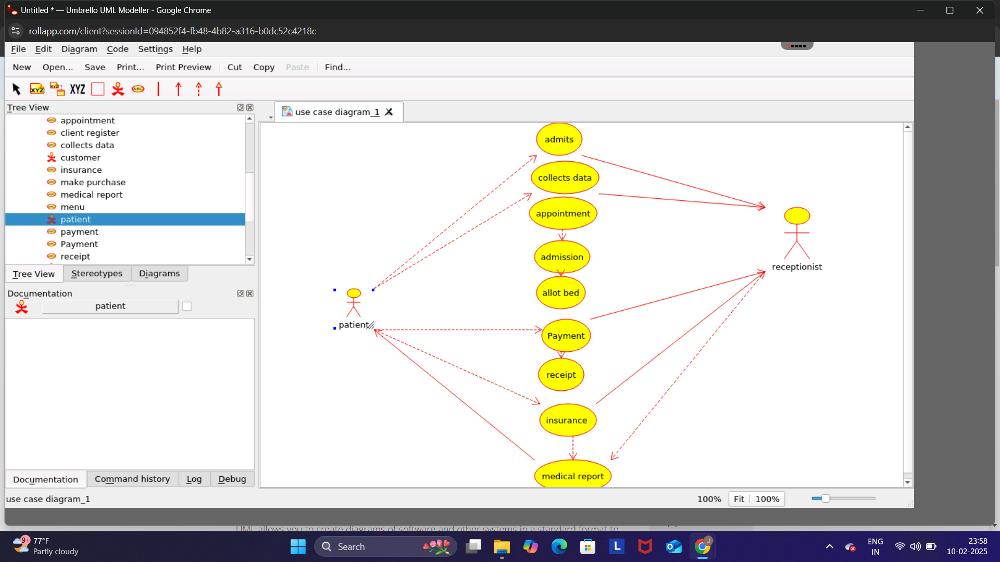 Untitled * — Umbrello UML Modeller - Google Chrome
rollapp.com/client?sessionId=094852f4-fb48-4b82-a316-b0dc52c4218c
File Edit Diagram Code Settings Help
New Open... Save Print... Print Preview Cut Copy Paste Find...
XYZ XYZ XYZ ABC
Tree View
use case diagram_1
appointment
client register
collects data
customer
insurance
make purchase
medical report
menu
patient
payment
Payment
receipt
Tree View Stereotypes Diagrams
Documentation
patient
Documentation Command history Log Debug
admits
collects data
appointment
admission
allot bed
Payment
receipt
insurance
medical report
patient
receptionist
use case diagram_1
100% Fit 100%
UML allows you to create diagrams of software and other systems in a standard format to
9+
77°F
Partly cloudy
Search
L
J
ENG
IN
23:58
10-02-2025